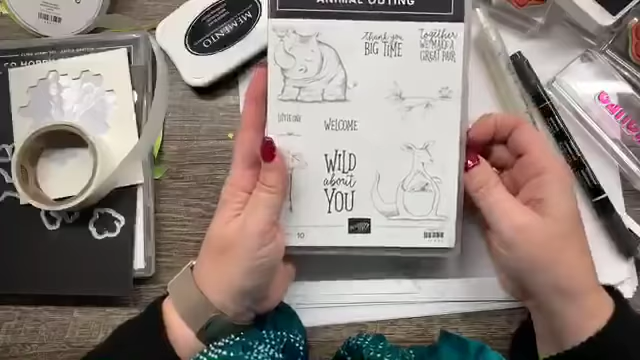 ANIMAL OUTING
MEMENTO
thank you
BIG TIME
Together
WE MAKE A
GREAT PAIR
WELCOME
WILD
about
YOU
10